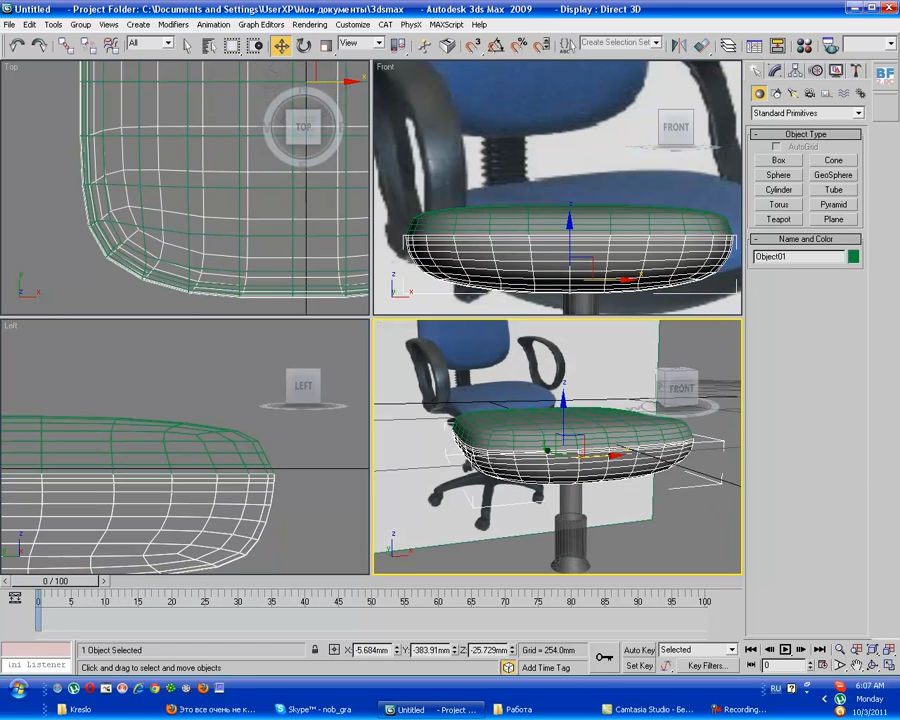 Untitled - Project Folder: C:\Documents and Settings\UserXP\Мои документы\3dsmax - Autodesk 3ds Max 2009 - Display : Direct 3D
File Edit Tools Group Views Create Modifiers Animation Graph Editors Rendering Customize CAT PhysX MAXScript Help
All View Create Selection Set
Top
TOP
Front
FRONT
BF
Standard Primitives
- Object Type
AutoGrid
Box Cone
Sphere GeoSphere
Cylinder Tube
Torus Pyramid
Teapot Plane
- Name and Color
Object01
Left
LEFT
FRONT
0 / 100
0 5 10 15 20 25 30 35 40 45 50 55 60 65 70 75 80 85 90 95 100
1 Object Selected X: -5.684mm Y: -383.91mm Z: -25.729mm Grid = 254.0mm Auto Key Selected
ini Listener Click and drag to select and move objects Add Time Tag Set Key Key Filters... 0
RU 6:07 AM
Monday
10/3/2011
Kreslo Это все очень не к... Skype™ - nob_gra Untitled - Project ... Работа Camtasia Studio - Бе... Recording...